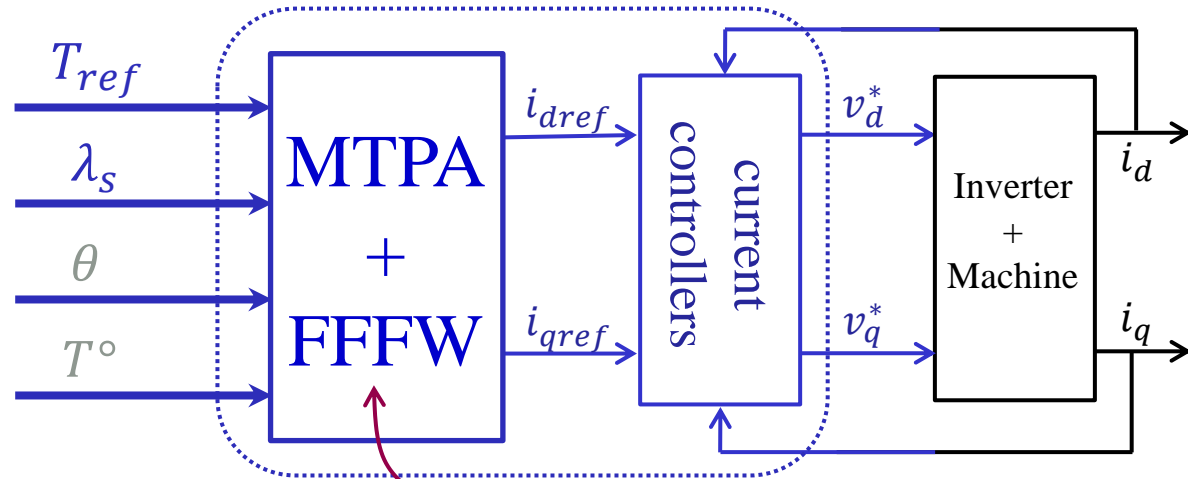 T_ref
λ_s
θ
T°
MTPA
+
FFFW
i_dref
i_qref
current
controllers
v_d^*
v_q^*
Inverter
+
Machine
i_d
i_q